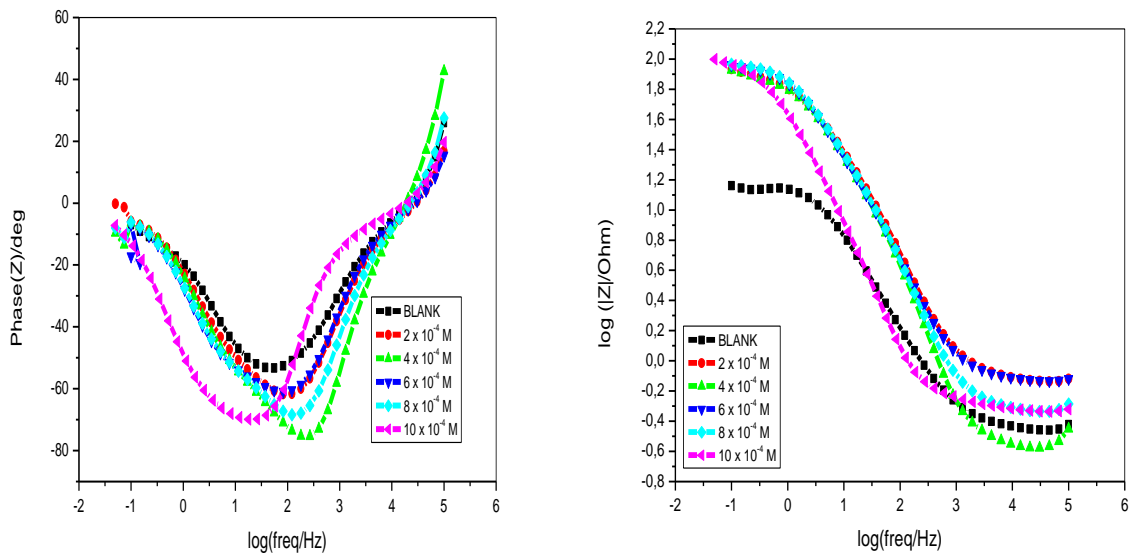 60
40
20
0
-20
-40
-60
-80
Phase(Z)/deg
BLANK
2 x 10⁻⁴ M
4 x 10⁻⁴ M
6 x 10⁻⁴ M
8 x 10⁻⁴ M
10 x 10⁻⁴ M
-2 -1 0 1 2 3 4 5 6
log(freq/Hz)
2,2
2,0
1,8
1,6
1,4
1,2
1,0
0,8
0,6
0,4
0,2
0,0
-0,2
-0,4
-0,6
0,8
log (|Z|/Ohm)
BLANK
2 x 10⁻⁴ M
4 x 10⁻⁴ M
6 x 10⁻⁴ M
8 x 10⁻⁴ M
10 x 10⁻⁴ M
-2 -1 0 1 2 3 4 5 6
log(freq/Hz)